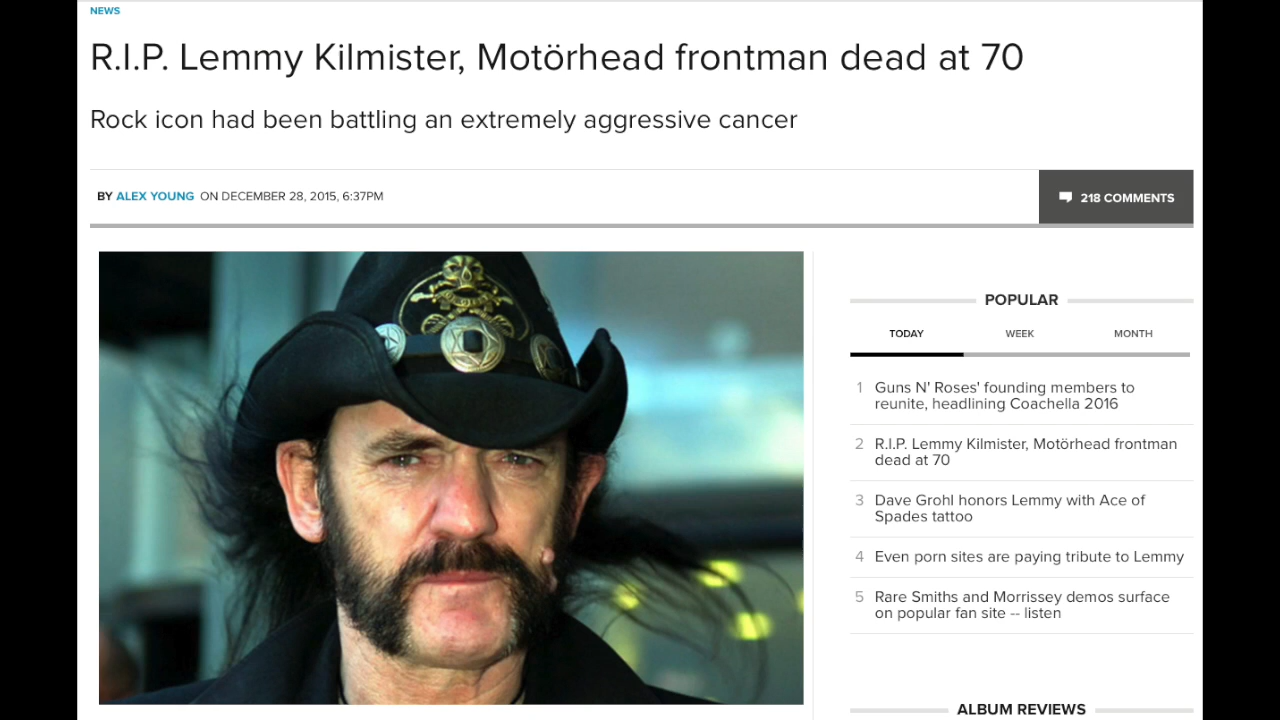 NEWS
R.I.P. Lemmy Kilmister, Motörhead frontman dead at 70
Rock icon had been battling an extremely aggressive cancer
BY ALEX YOUNG ON DECEMBER 28, 2015, 6:37PM
218 COMMENTS
POPULAR
TODAY WEEK MONTH
1 Guns N' Roses' founding members to
reunite, headlining Coachella 2016
2 R.I.P. Lemmy Kilmister, Motörhead frontman
dead at 70
3 Dave Grohl honors Lemmy with Ace of
Spades tattoo
4 Even porn sites are paying tribute to Lemmy
5 Rare Smiths and Morrissey demos surface
on popular fan site -- listen
ALBUM REVIEWS